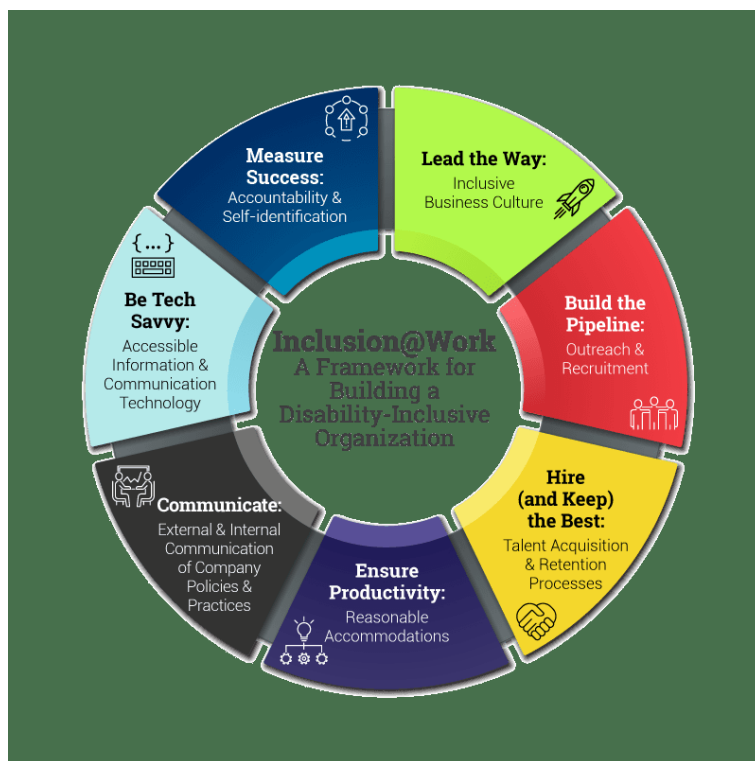 Inclusion@Work
A Framework for
Building a
Disability-Inclusive
Organization
Lead the Way:
Inclusive
Business Culture
Build the
Pipeline:
Outreach &
Recruitment
Hire
(and Keep)
the Best:
Talent Acquisition
& Retention
Processes
Ensure
Productivity:
Reasonable
Accommodations
Communicate:
External & Internal
Communication
of Company
Policies &
Practices
{...}
Be Tech
Savvy:
Accessible
Information &
Communication
Technology
Measure
Success:
Accountability &
Self-identification